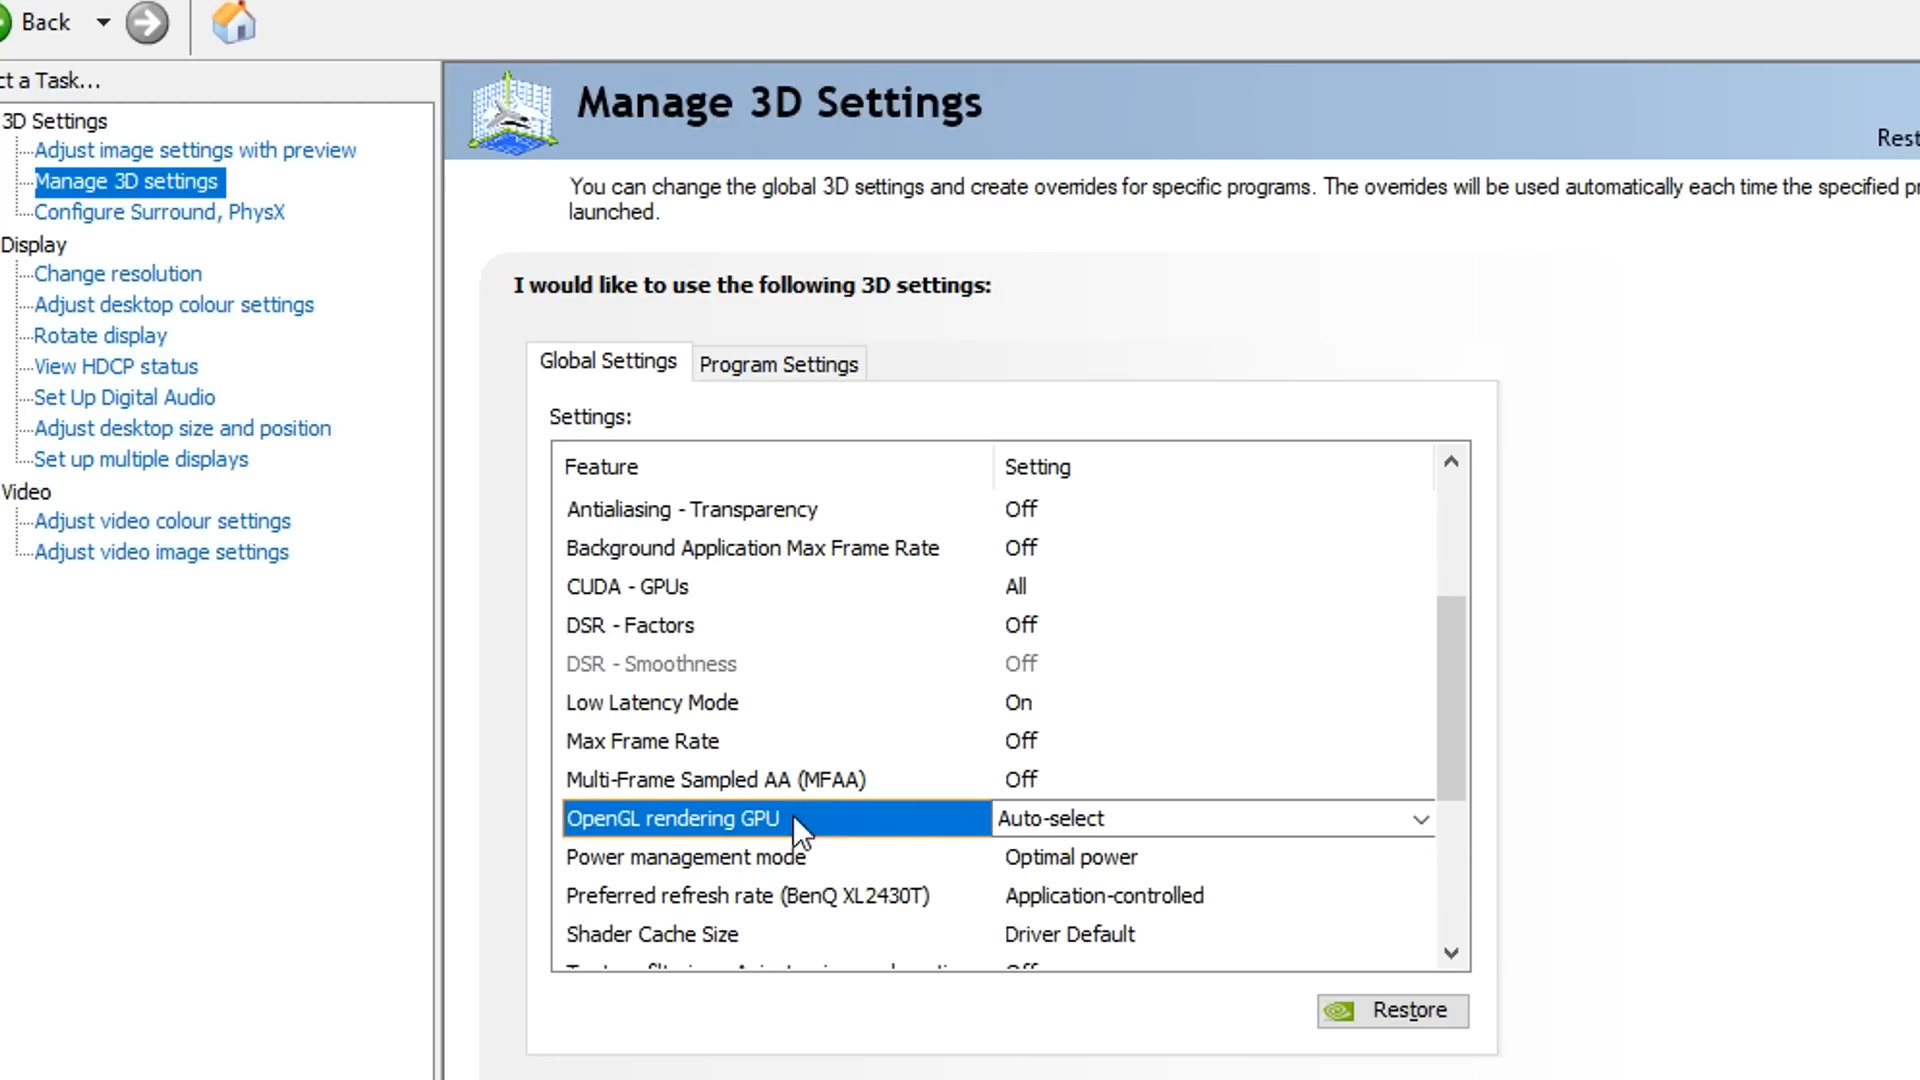 Back
ct a Task...
3D Settings
Adjust image settings with preview
Manage 3D settings
Configure Surround, PhysX
Display
Change resolution
Adjust desktop colour settings
Rotate display
View HDCP status
Set Up Digital Audio
Adjust desktop size and position
Set up multiple displays
Video
Adjust video colour settings
Adjust video image settings
Manage 3D Settings
Rest
You can change the global 3D settings and create overrides for specific programs. The overrides will be used automatically each time the specified pr
launched.
I would like to use the following 3D settings:
Global Settings
Program Settings
Settings:
Feature Setting
Antialiasing - Transparency Off
Background Application Max Frame Rate Off
CUDA - GPUs All
DSR - Factors Off
DSR - Smoothness Off
Low Latency Mode On
Max Frame Rate Off
Multi-Frame Sampled AA (MFAA) Off
OpenGL rendering GPU Auto-select
Power management mode Optimal power
Preferred refresh rate (BenQ XL2430T) Application-controlled
Shader Cache Size Driver Default
Restore